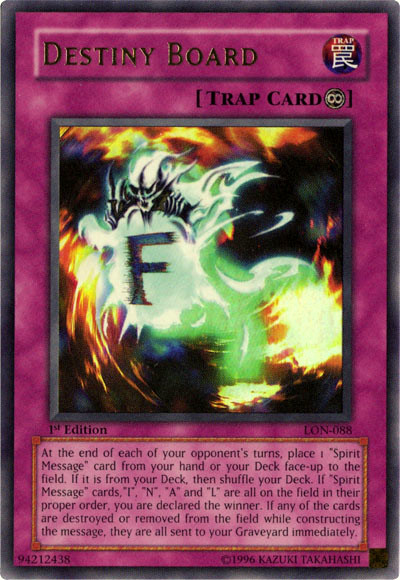 DESTINY BOARD
TRAP
罠
[TRAP CARD∞]
F
1st Edition
LON-088
At the end of each of your opponent's turns, place 1 "Spirit
Message" card from your hand or your Deck face-up to the
field. If it is from your Deck, then shuffle your Deck. If "Spirit
Message" cards,"I", "N", "A" and "L" are all on the field in their
proper order, you are declared the winner. If any of the cards
are destroyed or removed from the field while constructing
the message, they are all sent to your Graveyard immediately.
94212438
©1996 KAZUKI TAKAHASHI